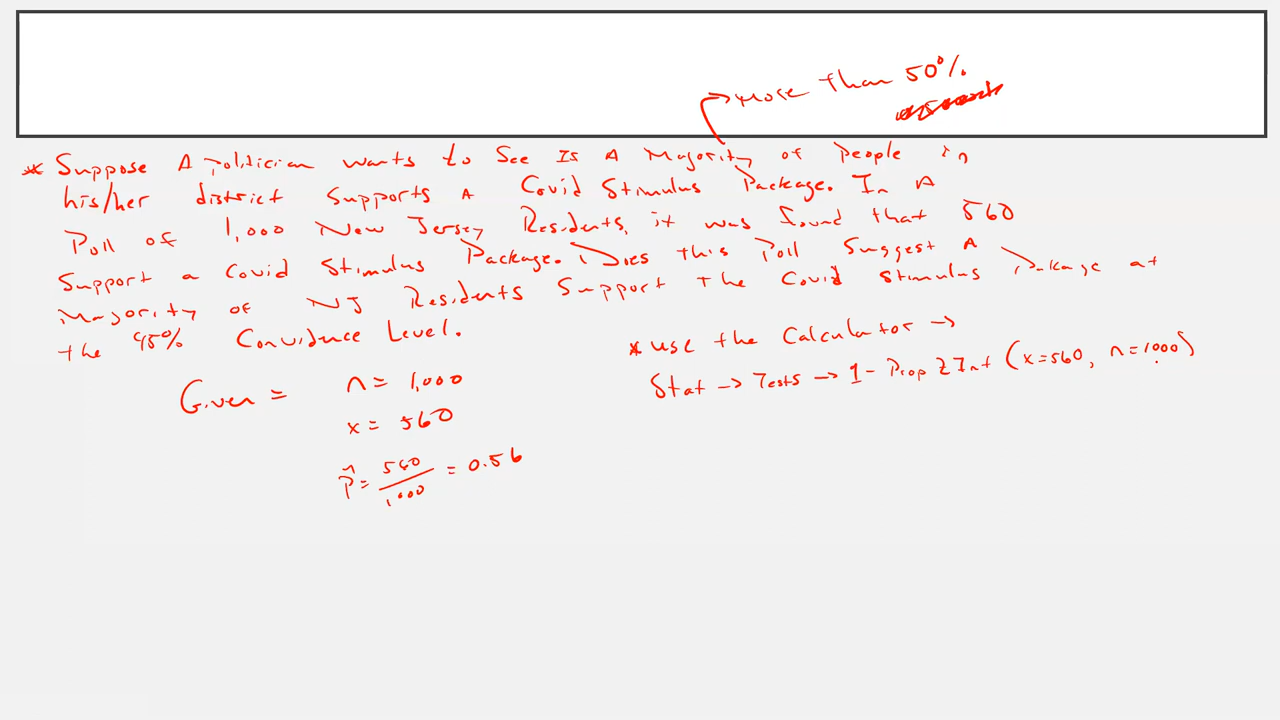 More than 50%
* Suppose A politician wants to See Is A Majority of People in
his/her district Supports A Covid Stimulus Package. In A
Poll of 1,000 New Jersey Residents, it was found that 560
Support a Covid Stimulus Package. Does this Poll Suggest A
Majority of NJ Residents Support the Covid Stimulus Package at
the 95% Convidence Level.
* use the Calculator →
Stat → Tests → 1-Prop Z Int (x=560, n=1000)
Given = n = 1,000
x = 560
p̂ = 560/1000 = 0.56